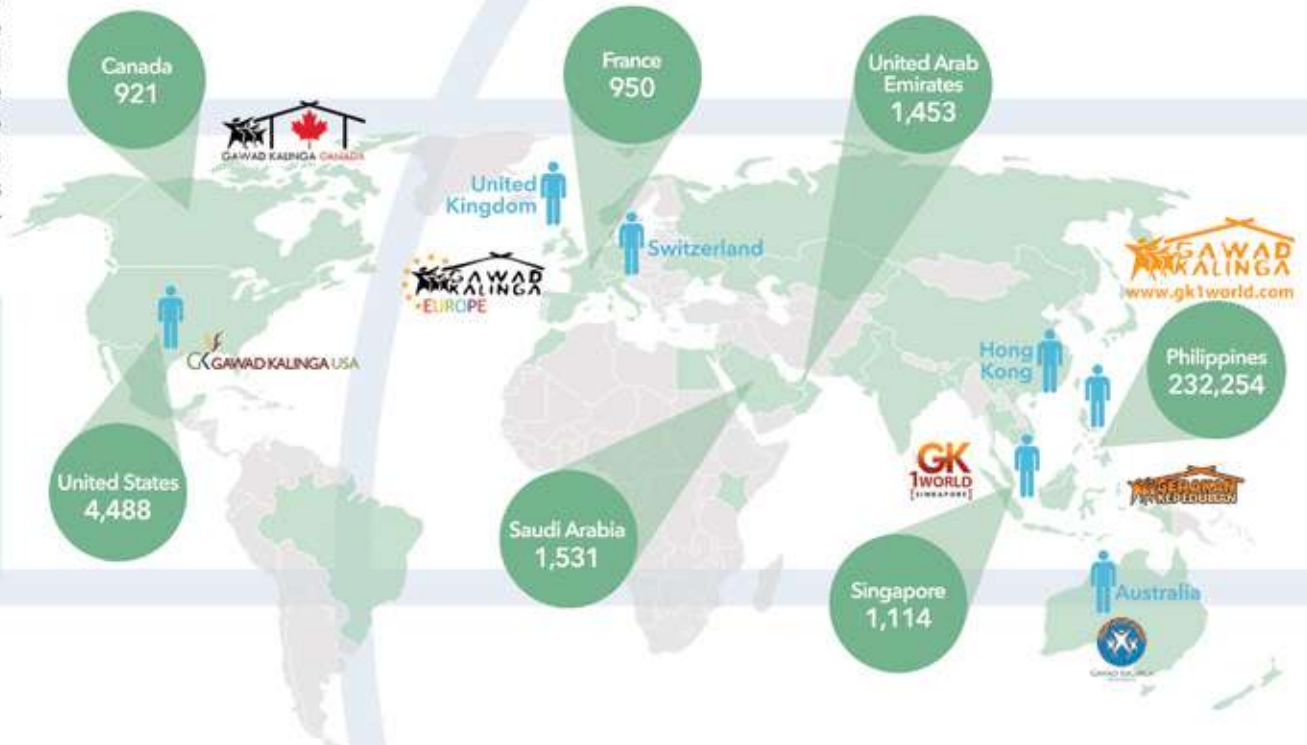 Canada
921
GAWAD KALINGA CANADA
France
950
United Arab
Emirates
1,453
United
Kingdom
Switzerland
GAWAD
KALINGA
EUROPE
GAWAD
KALINGA
www.gk1world.com
GK GAWAD KALINGA USA
Hong
Kong
Philippines
232,254
United States
4,488
Saudi Arabia
1,531
GK
1WORLD
[SINGAPORE]
Singapore
1,114
Australia
GAWAD KALINGA